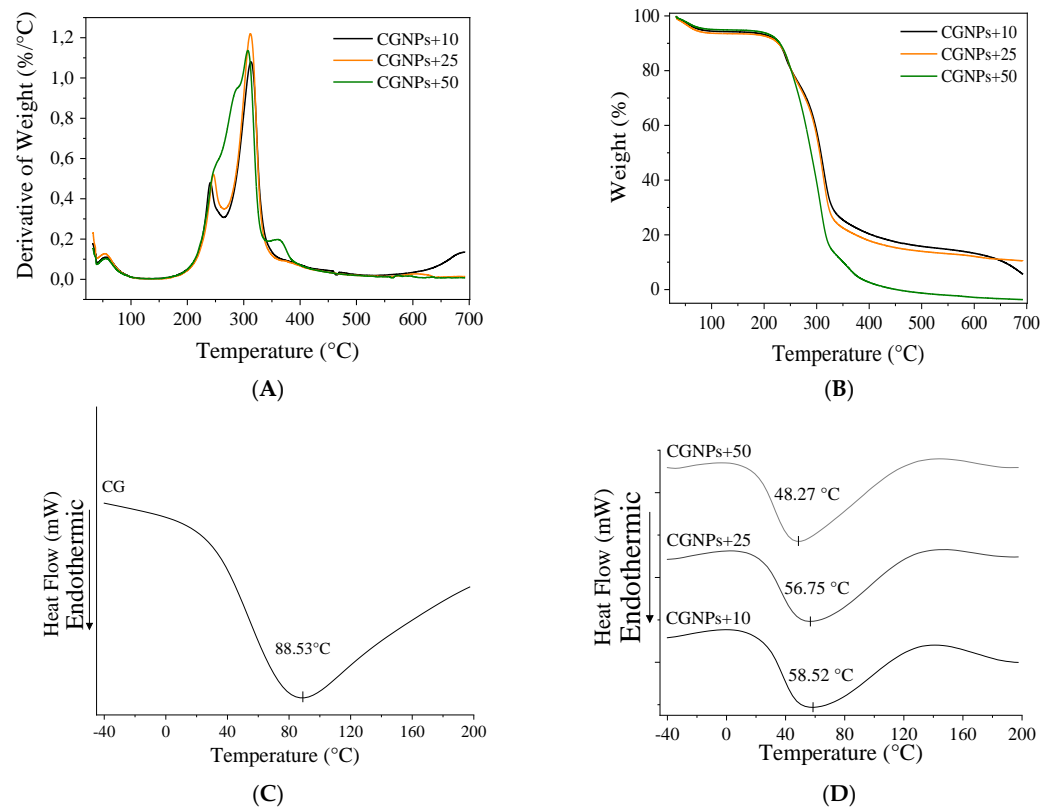 1,2
1,0
0,8
0,6
0,4
0,2
0,0
Derivative of Weight (%/°C)
CGNPs+10
CGNPs+25
CGNPs+50
100 200 300 400 500 600 700
Temperature (°C)
(A)
100
80
60
40
20
0
Weight (%)
CGNPs+10
CGNPs+25
CGNPs+50
100 200 300 400 500 600 700
Temperature (°C)
(B)
CG
Heat Flow (mW)
Endothermic
88.53°C
-40 0 40 80 120 160 200
Temperature (°C)
(C)
CGNPs+50
48.27 °C
CGNPs+25
56.75 °C
CGNPs+10
58.52 °C
Heat Flow (mW)
Endothermic
-40 0 40 80 120 160 200
Temperature (°C)
(D)